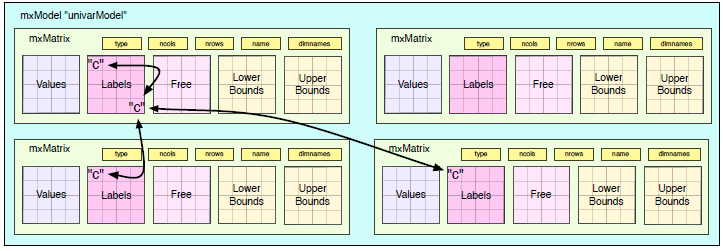 mxModel "univarModel"
mxMatrix
type ncols nrows name dimnames
"C"
Values Labels Free Lower Bounds Upper Bounds
"C"
mxMatrix
type ncols nrows name dimnames
Values Labels Free Lower Bounds Upper Bounds
mxMatrix
type ncols nrows name dimnames
"C"
Values Labels Free Lower Bounds Upper Bounds
mxMatrix
type ncols nrows name dimnames
"C"
Values Labels Free Lower Bounds Upper Bounds